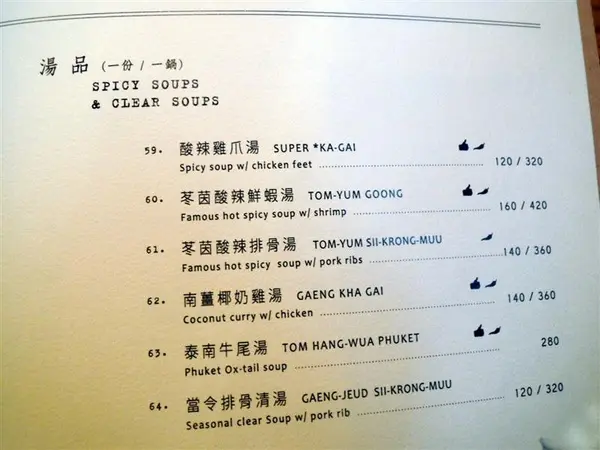 湯品 (一份 / 一鍋)
SPICY SOUPS
& CLEAR SOUPS
59. 酸辣雞爪湯 SUPER *KA-GAI
Spicy soup w/ chicken feet 120 / 320
60. 苳茵酸辣鮮蝦湯 TOM-YUM GOONG
Famous hot spicy soup w/ shrimp 160 / 420
61. 苳茵酸辣排骨湯 TOM-YUM SII-KRONG-MUU
Famous hot spicy soup w/ pork ribs 140 / 360
62. 南薑椰奶雞湯 GAENG KHA GAI
Coconut curry w/ chicken 140 / 360
63. 泰南牛尾湯 TOM HANG-WUA PHUKET
Phuket Ox-tail soup 280
64. 當令排骨清湯 GAENG-JEUD SII-KRONG-MUU
Seasonal clear Soup w/ pork rib 120 / 320